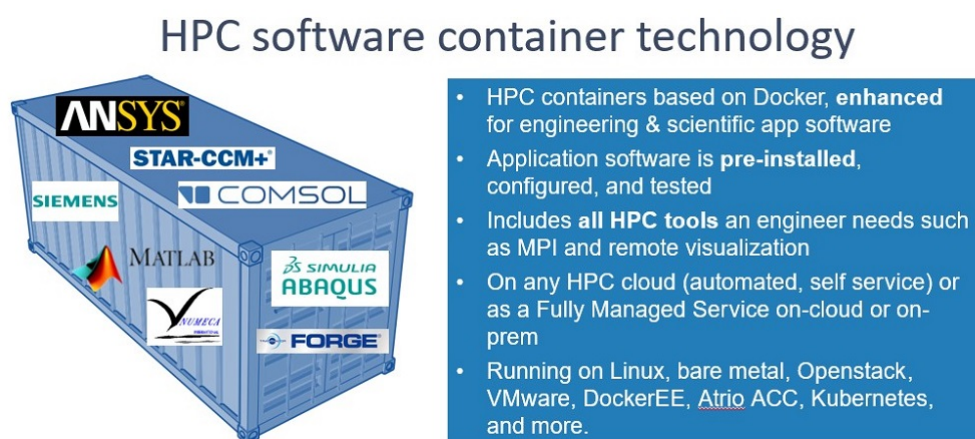 HPC software container technology
ANSYS
STAR-CCM+
SIEMENS
COMSOL
MATLAB
SIMULIA
ABAQUS
NUMECA
FORGE
• HPC containers based on Docker, enhanced
for engineering & scientific app software
• Application software is pre-installed,
configured, and tested
• Includes all HPC tools an engineer needs such
as MPI and remote visualization
• On any HPC cloud (automated, self service) or
as a Fully Managed Service on-cloud or on-
prem
• Running on Linux, bare metal, Openstack,
VMware, DockerEE, Atrio ACC, Kubernetes,
and more.